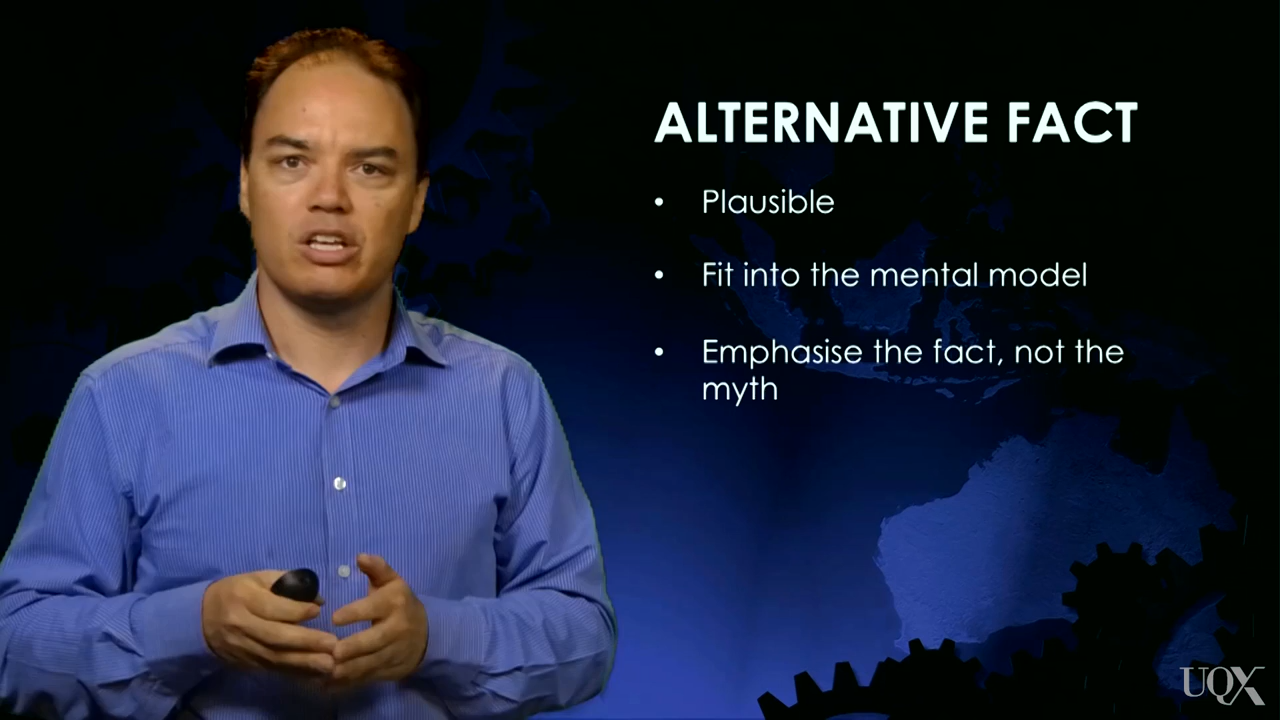 ALTERNATIVE FACT
• Plausible
• Fit into the mental model
• Emphasise the fact, not the
myth
UQX